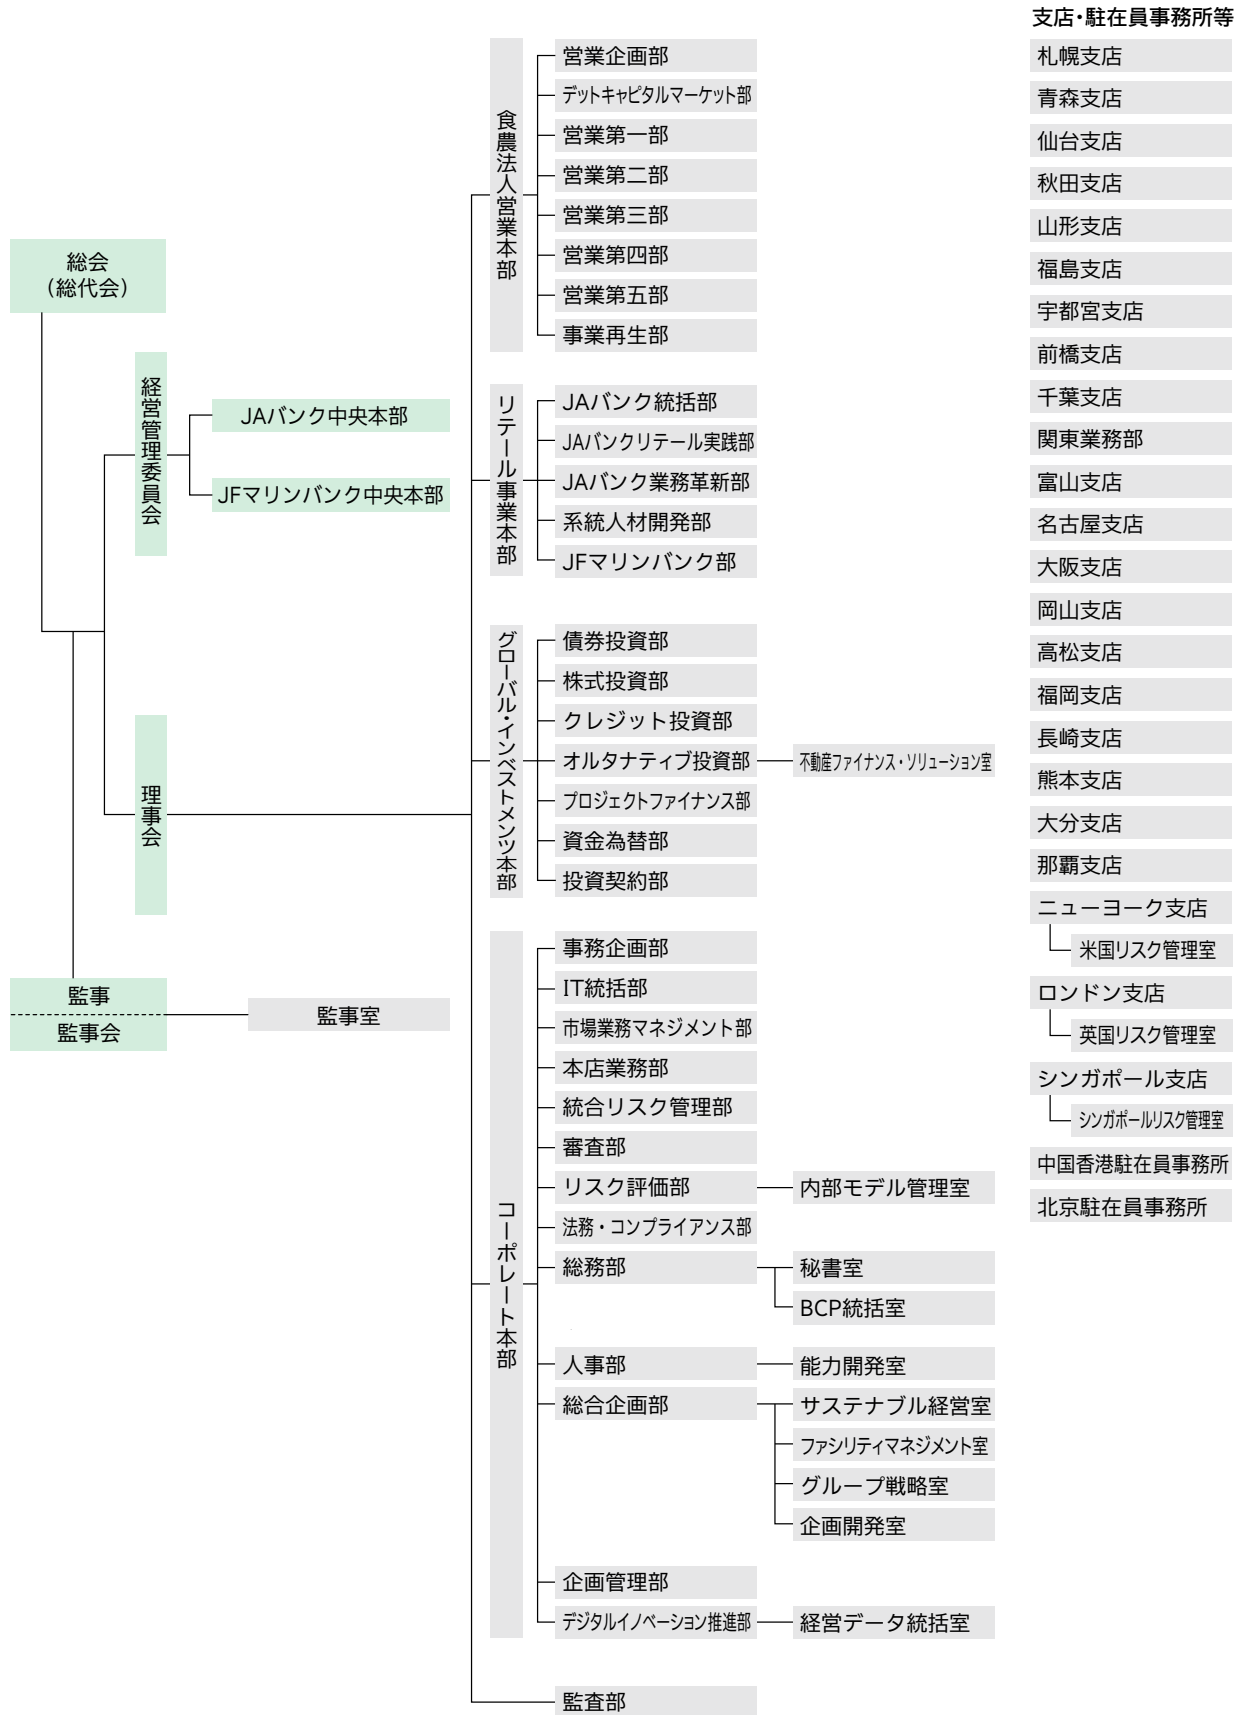 総会
（総代会）
経営管理委員会
JAバンク中央本部
JFマリンバンク中央本部
理事会
監事
監事会
監事室
食農法人営業本部
営業企画部
デットキャピタルマーケット部
営業第一部
営業第二部
営業第三部
営業第四部
営業第五部
事業再生部
リテール事業本部
JAバンク統括部
JAバンクリテール実践部
JAバンク業務革新部
系統人材開発部
JFマリンバンク部
グローバル・インベストメンツ本部
債券投資部
株式投資部
クレジット投資部
オルタナティブ投資部
不動産ファイナンス・ソリューション室
プロジェクトファイナンス部
資金為替部
投資契約部
コーポレート本部
事務企画部
IT統括部
市場業務マネジメント部
本店業務部
統合リスク管理部
審査部
リスク評価部
内部モデル管理室
法務・コンプライアンス部
総務部
秘書室
BCP統括室
人事部
能力開発室
総合企画部
サステナブル経営室
ファシリティマネジメント室
グループ戦略室
企画開発室
企画管理部
デジタルイノベーション推進部
経営データ統括室
監査部
支店・駐在員事務所等
札幌支店
青森支店
仙台支店
秋田支店
山形支店
福島支店
宇都宮支店
前橋支店
千葉支店
関東業務部
富山支店
名古屋支店
大阪支店
岡山支店
高松支店
福岡支店
長崎支店
熊本支店
大分支店
那覇支店
ニューヨーク支店
米国リスク管理室
ロンドン支店
英国リスク管理室
シンガポール支店
シンガポールリスク管理室
中国香港駐在員事務所
北京駐在員事務所